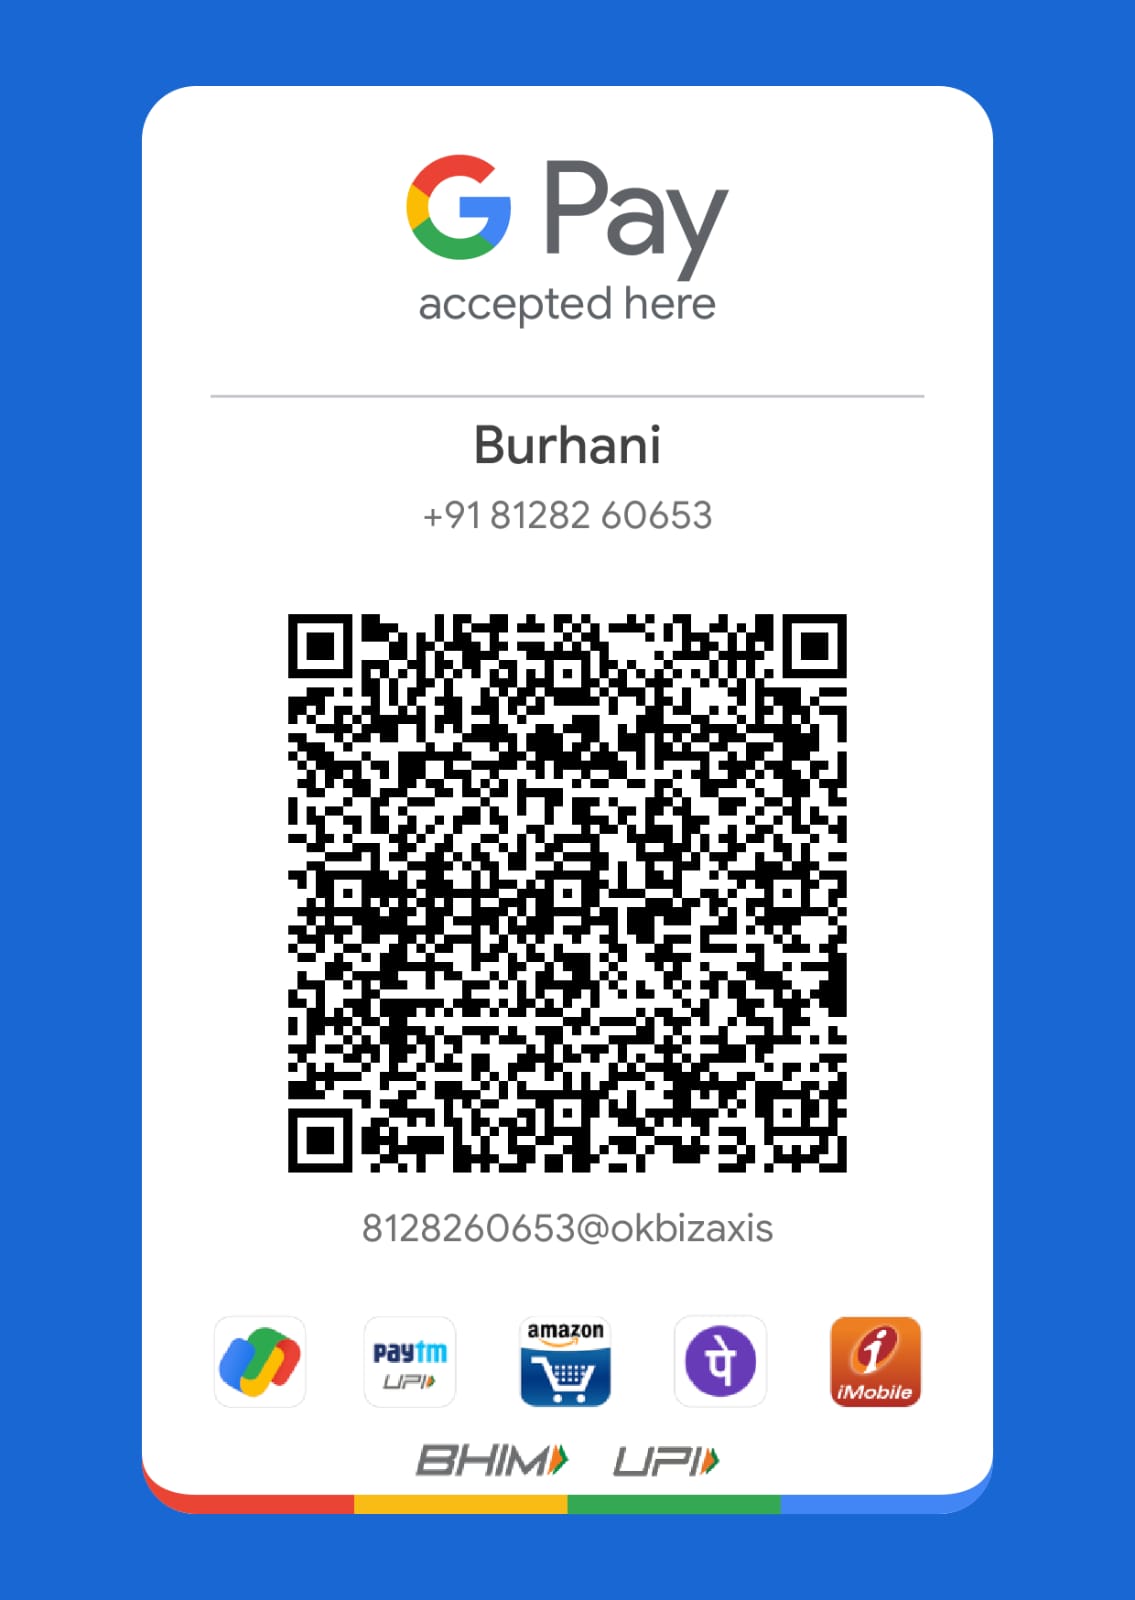 G Pay
accepted here
Burhani
+91 81282 60653
8128260653@okbizaxis
paytm
UPI
amazon
पे
i
iMobile
BHIM UPI